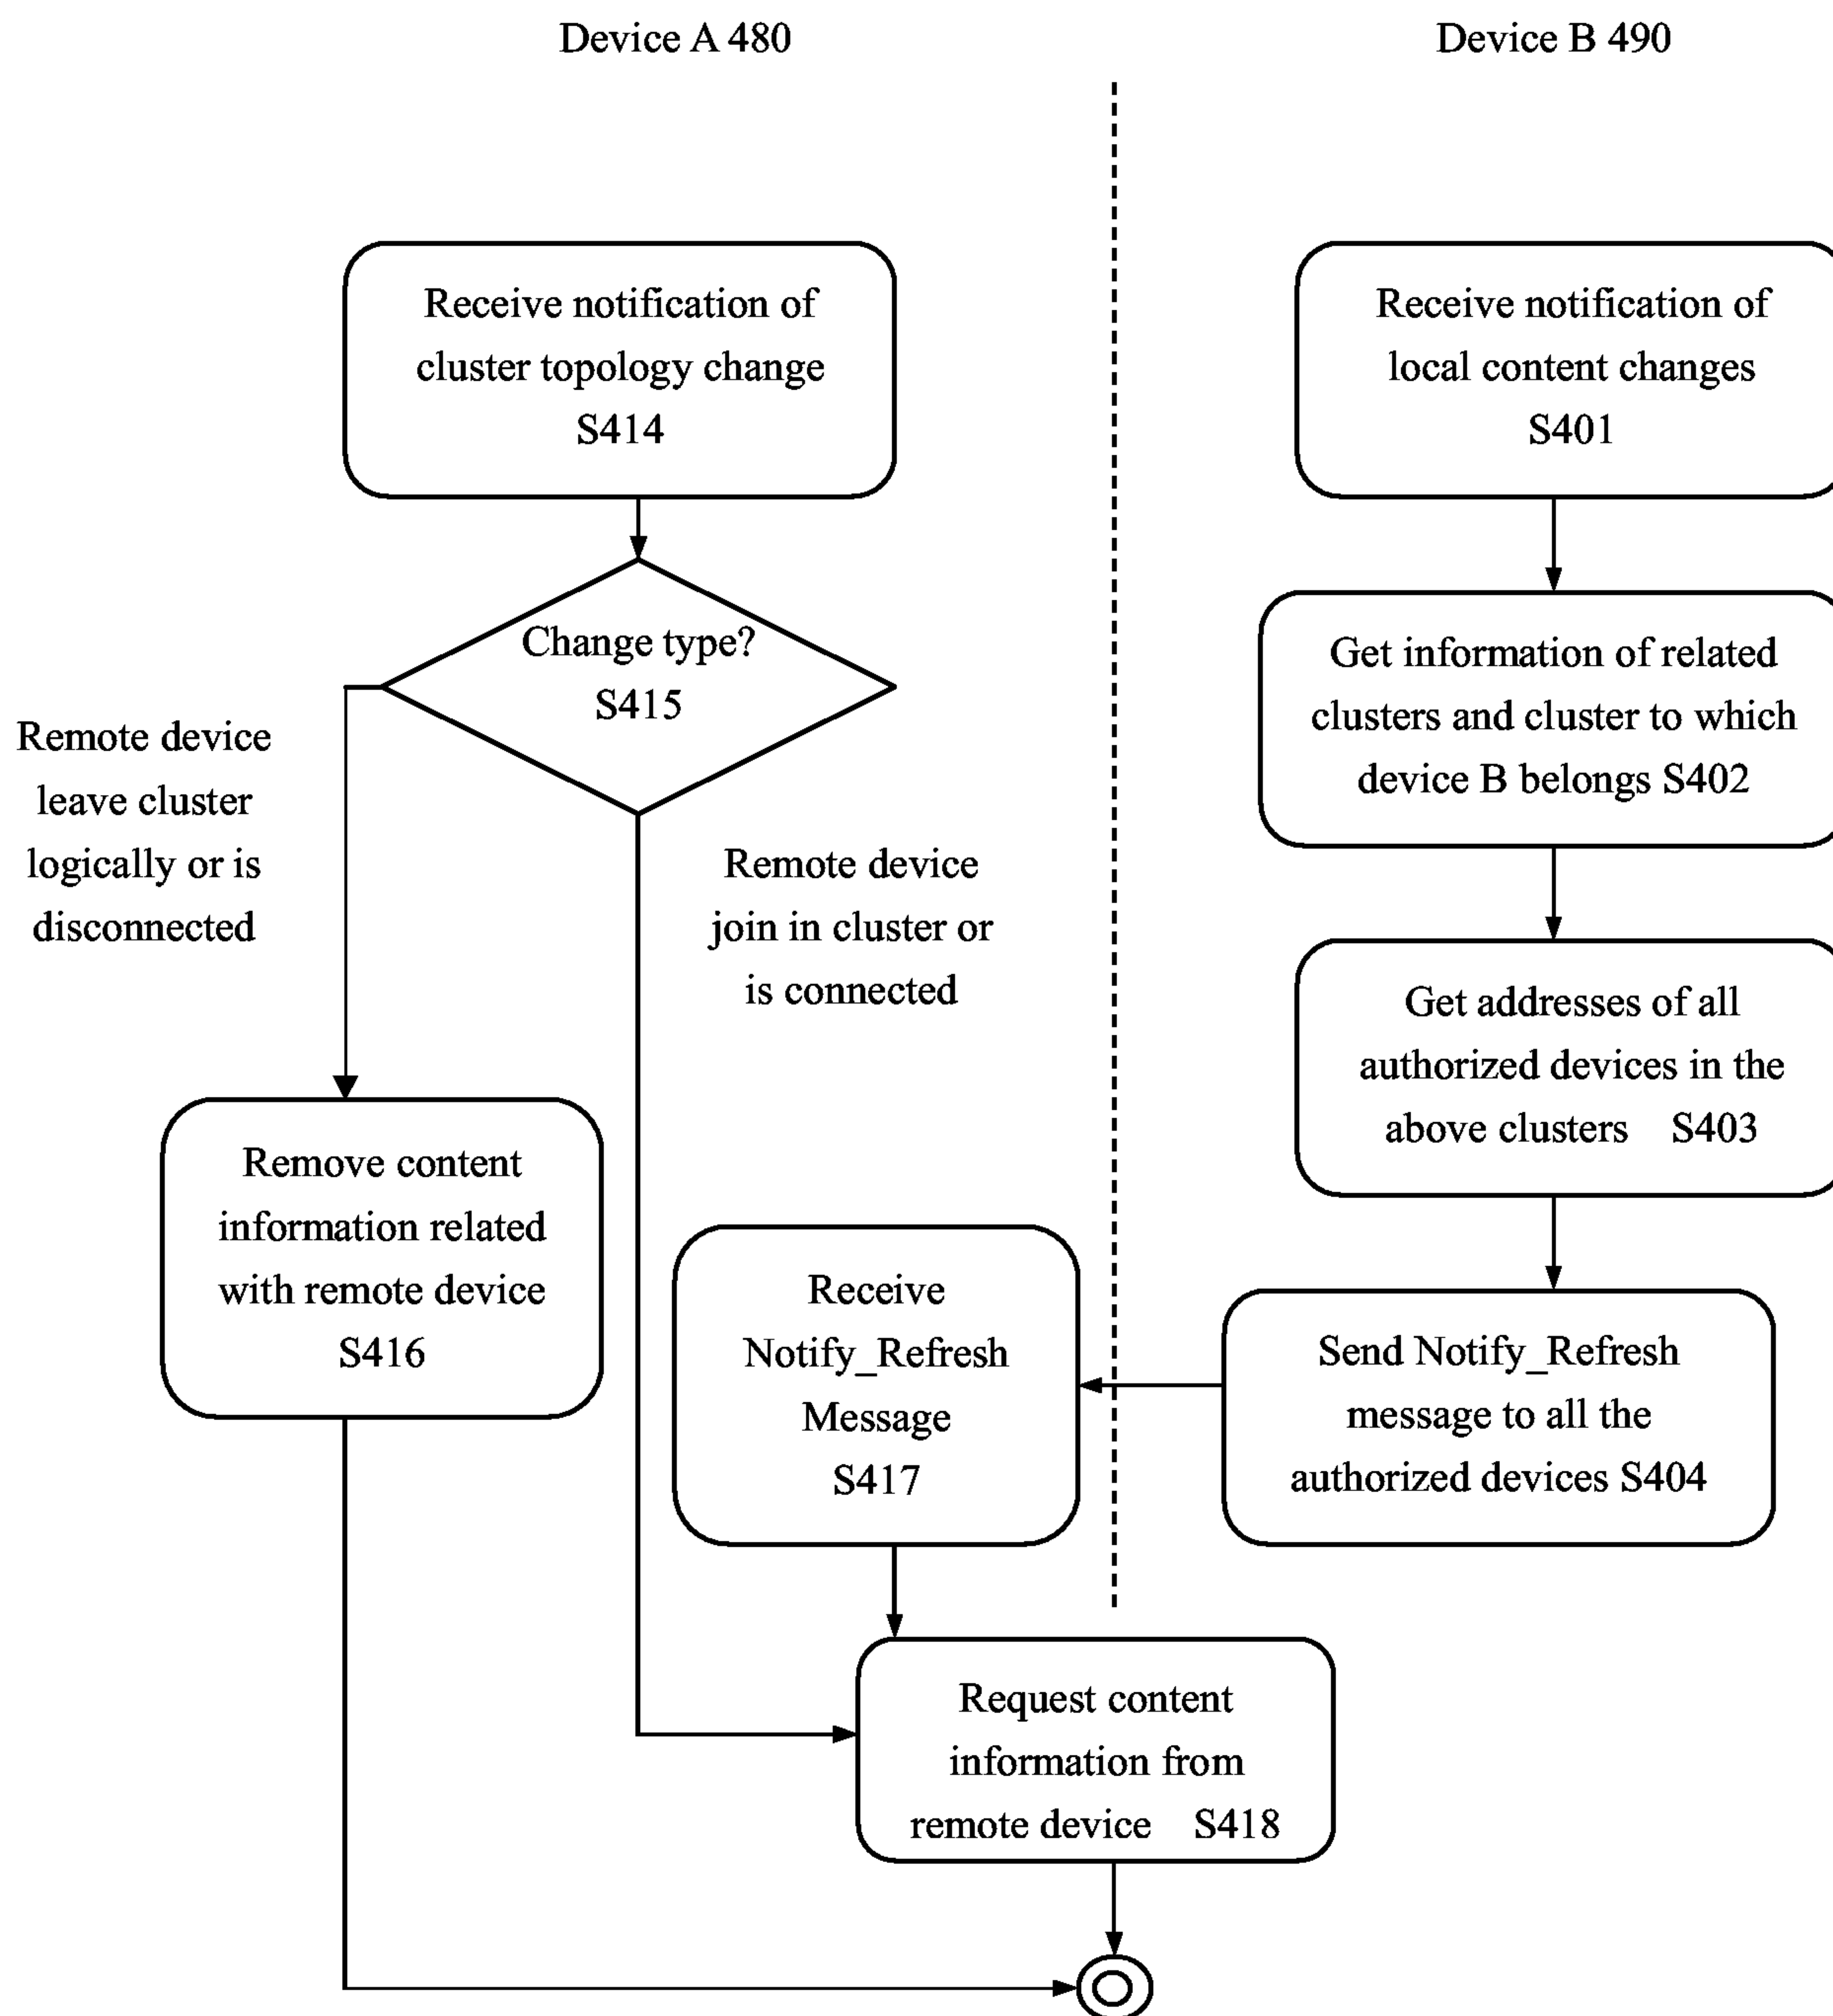 Device A 480
Device B 490
Receive notification of
cluster topology change
S414
Change type?
S415
Remote device
leave cluster
logically or is
disconnected
Remote device
join in cluster or
is connected
Remove content
information related
with remote device
S416
Receive
Notify_Refresh
Message
S417
Request content
information from
remote device S418
Receive notification of
local content changes
S401
Get information of related
clusters and cluster to which
device B belongs S402
Get addresses of all
authorized devices in the
above clusters S403
Send Notify_Refresh
message to all the
authorized devices S404